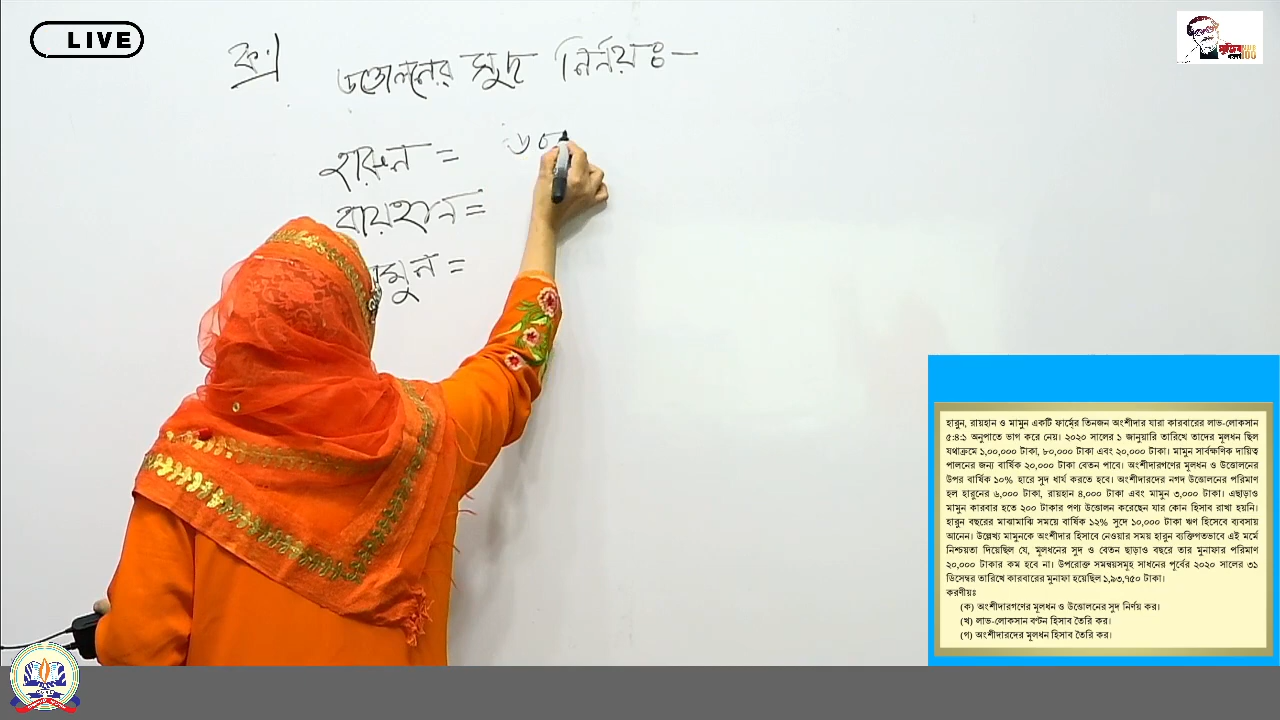 LIVE
ক.।
উত্তোলনের সুদ নির্নয়ঃ-
হারুন = ৬০
রায়হান =
মুন =
হারুন, রায়হান ও মামুন একটি ফার্মের তিনজন অংশীদার যারা কারবারের লাভ-লোকসান
৫:৪:১ অনুপাতে ভাগ করে নেয়। ২০২০ সালের ১ জানুয়ারি তারিখে তাদের মূলধন ছিল
যথাক্রমে ১,০০,০০০ টাকা, ৮০,০০০ টাকা এবং ২০,০০০ টাকা। মামুন সার্বক্ষণিক দায়িত্ব
পালনের জন্য বার্ষিক ২০,০০০ টাকা বেতন পাবে। অংশীদারগণের মূলধন ও উত্তোলনের
উপর বার্ষিক ১০% হারে সুদ ধার্য করতে হবে। অংশীদারদের নগদ উত্তোলনের পরিমাণ
হল হারুনের ৬,০০০ টাকা, রায়হান ৪,০০০ টাকা এবং মামুন ৩,০০০ টাকা। এছাড়াও
মামুন কারবার হতে ২০০ টাকার পণ্য উত্তোলন করেছেন যার কোন হিসাব রাখা হয়নি।
হারুন বছরের মাঝামাঝি সময়ে বার্ষিক ১২% সুদে ১০,০০০ টাকা ঋণ হিসেবে ব্যবসায়
আনেন। উল্লেখ্য মামুনকে অংশীদার হিসাবে নেওয়ার সময় হারুন ব্যক্তিগতভাবে এই মর্মে
নিশ্চয়তা দিয়েছিল যে, মূলধনের সুদ ও বেতন ছাড়াও বছরে তার মুনাফার পরিমাণ
২০,০০০ টাকার কম হবে না। উপরোক্ত সমন্বয়সমূহ সাধনের পূর্বের ২০২০ সালের ৩১
ডিসেম্বর তারিখে কারবারের মুনাফা হয়েছিল ১,৯৩,৭৫০ টাকা।
করণীয়ঃ
(ক) অংশীদারগণের মূলধন ও উত্তোলনের সুদ নির্ণয় কর।
(খ) লাভ-লোকসান বণ্টন হিসাব তৈরি কর।
(গ) অংশীদারদের মূলধন হিসাব তৈরি কর।